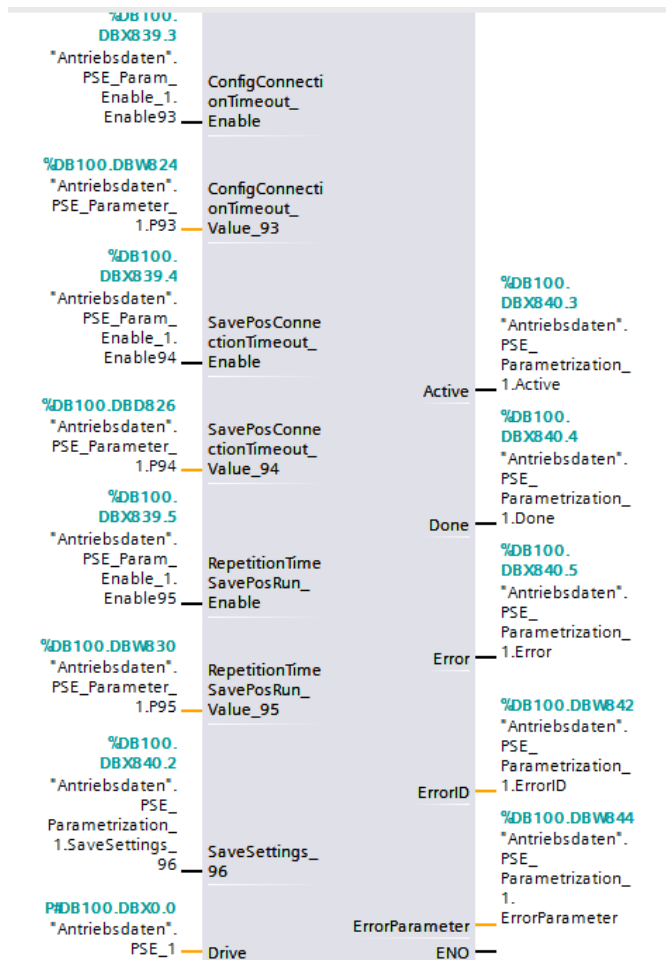 %DB100.
DBX839.3
"Antriebsdaten".
PSE_Param_
Enable_1.
Enable93
ConfigConnecti
onTimeout_
Enable
%DB100.DBW824
"Antriebsdaten".
PSE_Parameter_
1.P93
ConfigConnecti
onTimeout_
Value_93
%DB100.
DBX839.4
"Antriebsdaten".
PSE_Param_
Enable_1.
Enable94
SavePosConne
ctionTimeout_
Enable
%DB100.DBD826
"Antriebsdaten".
PSE_Parameter_
1.P94
SavePosConne
ctionTimeout_
Value_94
%DB100.
DBX839.5
"Antriebsdaten".
PSE_Param_
Enable_1.
Enable95
RepetitionTime
SavePosRun_
Enable
%DB100.DBW830
"Antriebsdaten".
PSE_Parameter_
1.P95
RepetitionTime
SavePosRun_
Value_95
%DB100.
DBX840.2
"Antriebsdaten".
PSE_
Parametrization_
1.SaveSettings_
96
SaveSettings_
96
P#DB100.DBX0.0
"Antriebsdaten".
PSE_1
Drive
Active
%DB100.
DBX840.3
"Antriebsdaten".
PSE_
Parametrization_
1.Active
Done
%DB100.
DBX840.4
"Antriebsdaten".
PSE_
Parametrization_
1.Done
Error
%DB100.
DBX840.5
"Antriebsdaten".
PSE_
Parametrization_
1.Error
ErrorID
%DB100.DBW842
"Antriebsdaten".
PSE_
Parametrization_
1.ErrorID
ErrorParameter
%DB100.DBW844
"Antriebsdaten".
PSE_
Parametrization_
1.
ErrorParameter
ENO